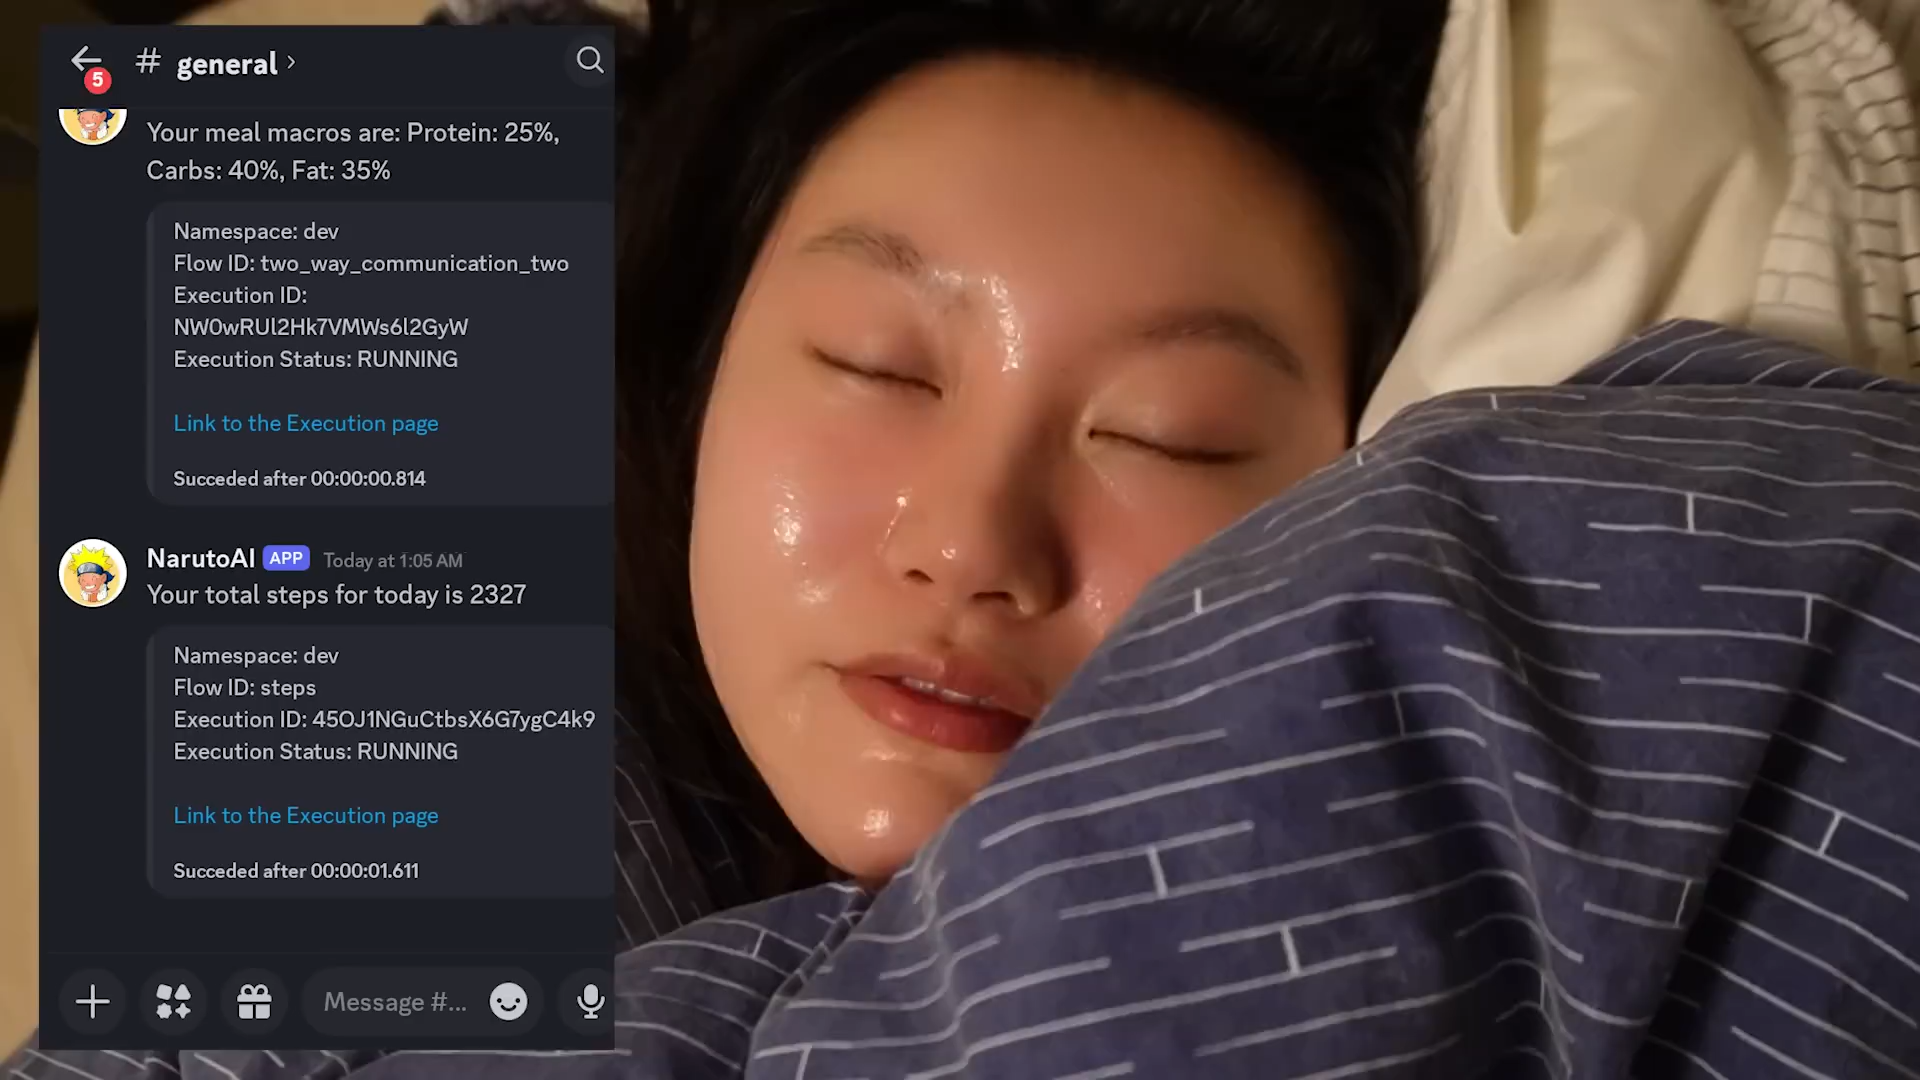 5
# general ›
Your meal macros are: Protein: 25%,
Carbs: 40%, Fat: 35%
Namespace: dev
Flow ID: two_way_communication_two
Execution ID:
NW0wRUl2Hk7VMWs6l2GyW
Execution Status: RUNNING
Link to the Execution page
Succeded after 00:00:00.814
NarutoAI APP Today at 1:05 AM
Your total steps for today is 2327
Namespace: dev
Flow ID: steps
Execution ID: 45OJ1NGuCtbsX6G7ygC4k9
Execution Status: RUNNING
Link to the Execution page
Succeded after 00:00:01.611
Message #...